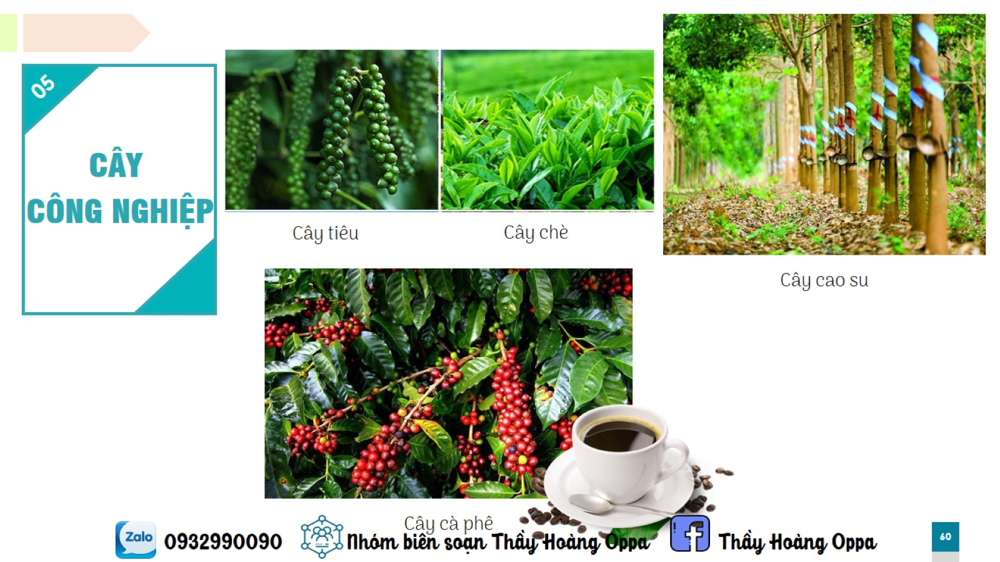 05
CÂY
CÔNG NGHIỆP
Cây tiêu
Cây chè
Cây cao su
Cây cà phê
Zalo 0932990090
Nhóm biên soạn Thầy Hoàng Oppa
Thầy Hoàng Oppa
60